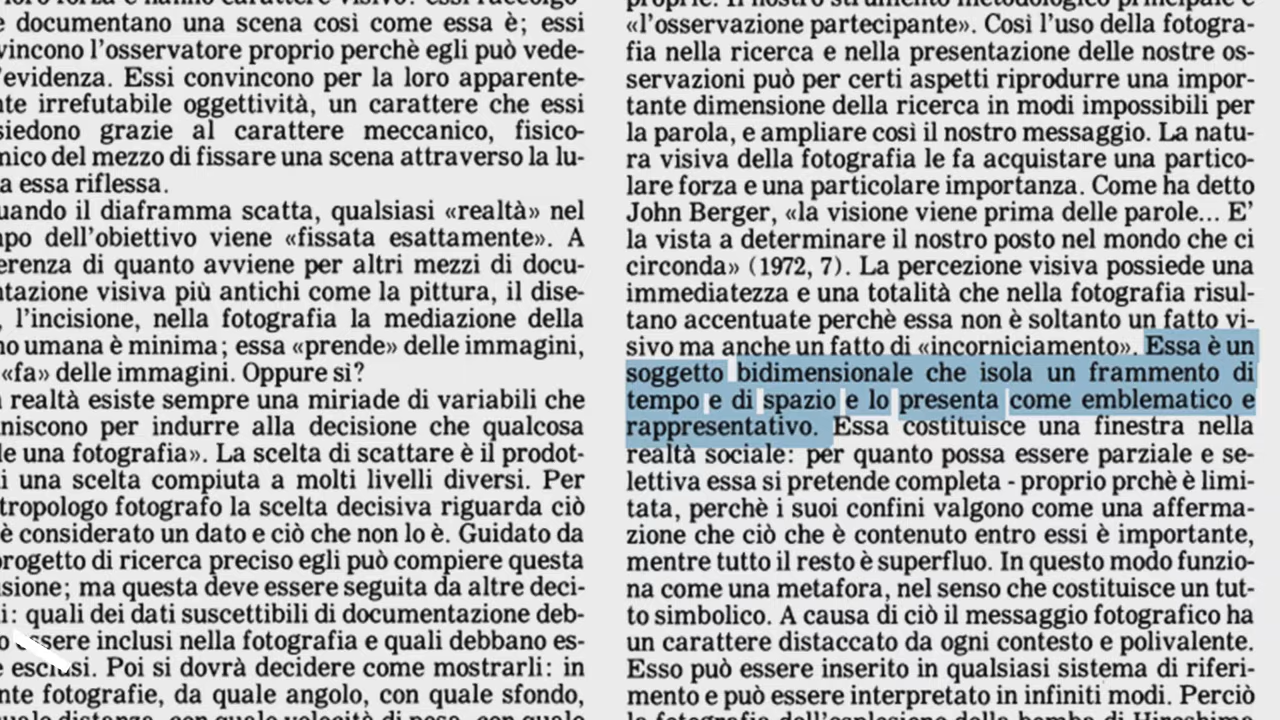 documentano una scena così come essa è; essi
vincono l'osservatore proprio perchè egli può vede-
'evidenza. Essi convincono per la loro apparente-
te irrefutabile oggettività, un carattere che essi
siedono grazie al carattere meccanico, fisico-
mico del mezzo di fissare una scena attraverso la lu-
a essa riflessa.
uando il diaframma scatta, qualsiasi «realtà» nel
po dell'obiettivo viene «fissata esattamente». A
erenza di quanto avviene per altri mezzi di docu-
tazione visiva più antichi come la pittura, il dise-
, l'incisione, nella fotografia la mediazione della
no umana è minima; essa «prende» delle immagini,
«fa» delle immagini. Oppure si?
realtà esiste sempre una miriade di variabili che
niscono per indurre alla decisione che qualcosa
le una fotografia». La scelta di scattare è il prodot-
i una scelta compiuta a molti livelli diversi. Per
tropologo fotografo la scelta decisiva riguarda ciò
è considerato un dato e ciò che non lo è. Guidato da
progetto di ricerca preciso egli può compiere questa
isione; ma questa deve essere seguita da altre deci-
i: quali dei dati suscettibili di documentazione deb-
o essere inclusi nella fotografia e quali debbano es-
e esclusi. Poi si dovrà decidere come mostrarli: in
nte fotografie, da quale angolo, con quale sfondo,
proprie. Il nostro strumento metodologico principale è
«l'osservazione partecipante». Così l'uso della fotogra-
fia nella ricerca e nella presentazione delle nostre os-
servazioni può per certi aspetti riprodurre una impor-
tante dimensione della ricerca in modi impossibili per
la parola, e ampliare così il nostro messaggio. La natu-
ra visiva della fotografia le fa acquistare una partico-
lare forza e una particolare importanza. Come ha detto
John Berger, «la visione viene prima delle parole... E'
la vista a determinare il nostro posto nel mondo che ci
circonda» (1972, 7). La percezione visiva possiede una
immediatezza e una totalità che nella fotografia risul-
tano accentuate perchè essa non è soltanto un fatto vi-
sivo ma anche un fatto di «incorniciamento». Essa è un
soggetto bidimensionale che isola un frammento di
tempo e di spazio e lo presenta come emblematico e
rappresentativo. Essa costituisce una finestra nella
realtà sociale: per quanto possa essere parziale e se-
lettiva essa si pretende completa - proprio prchè è limi-
tata, perchè i suoi confini valgono come una afferma-
zione che ciò che è contenuto entro essi è importante,
mentre tutto il resto è superfluo. In questo modo funzio-
na come una metafora, nel senso che costituisce un tut-
to simbolico. A causa di ciò il messaggio fotografico ha
un carattere distaccato da ogni contesto e polivalente.
Esso può essere inserito in qualsiasi sistema di riferi-
mento e può essere interpretato in infiniti modi. Perciò